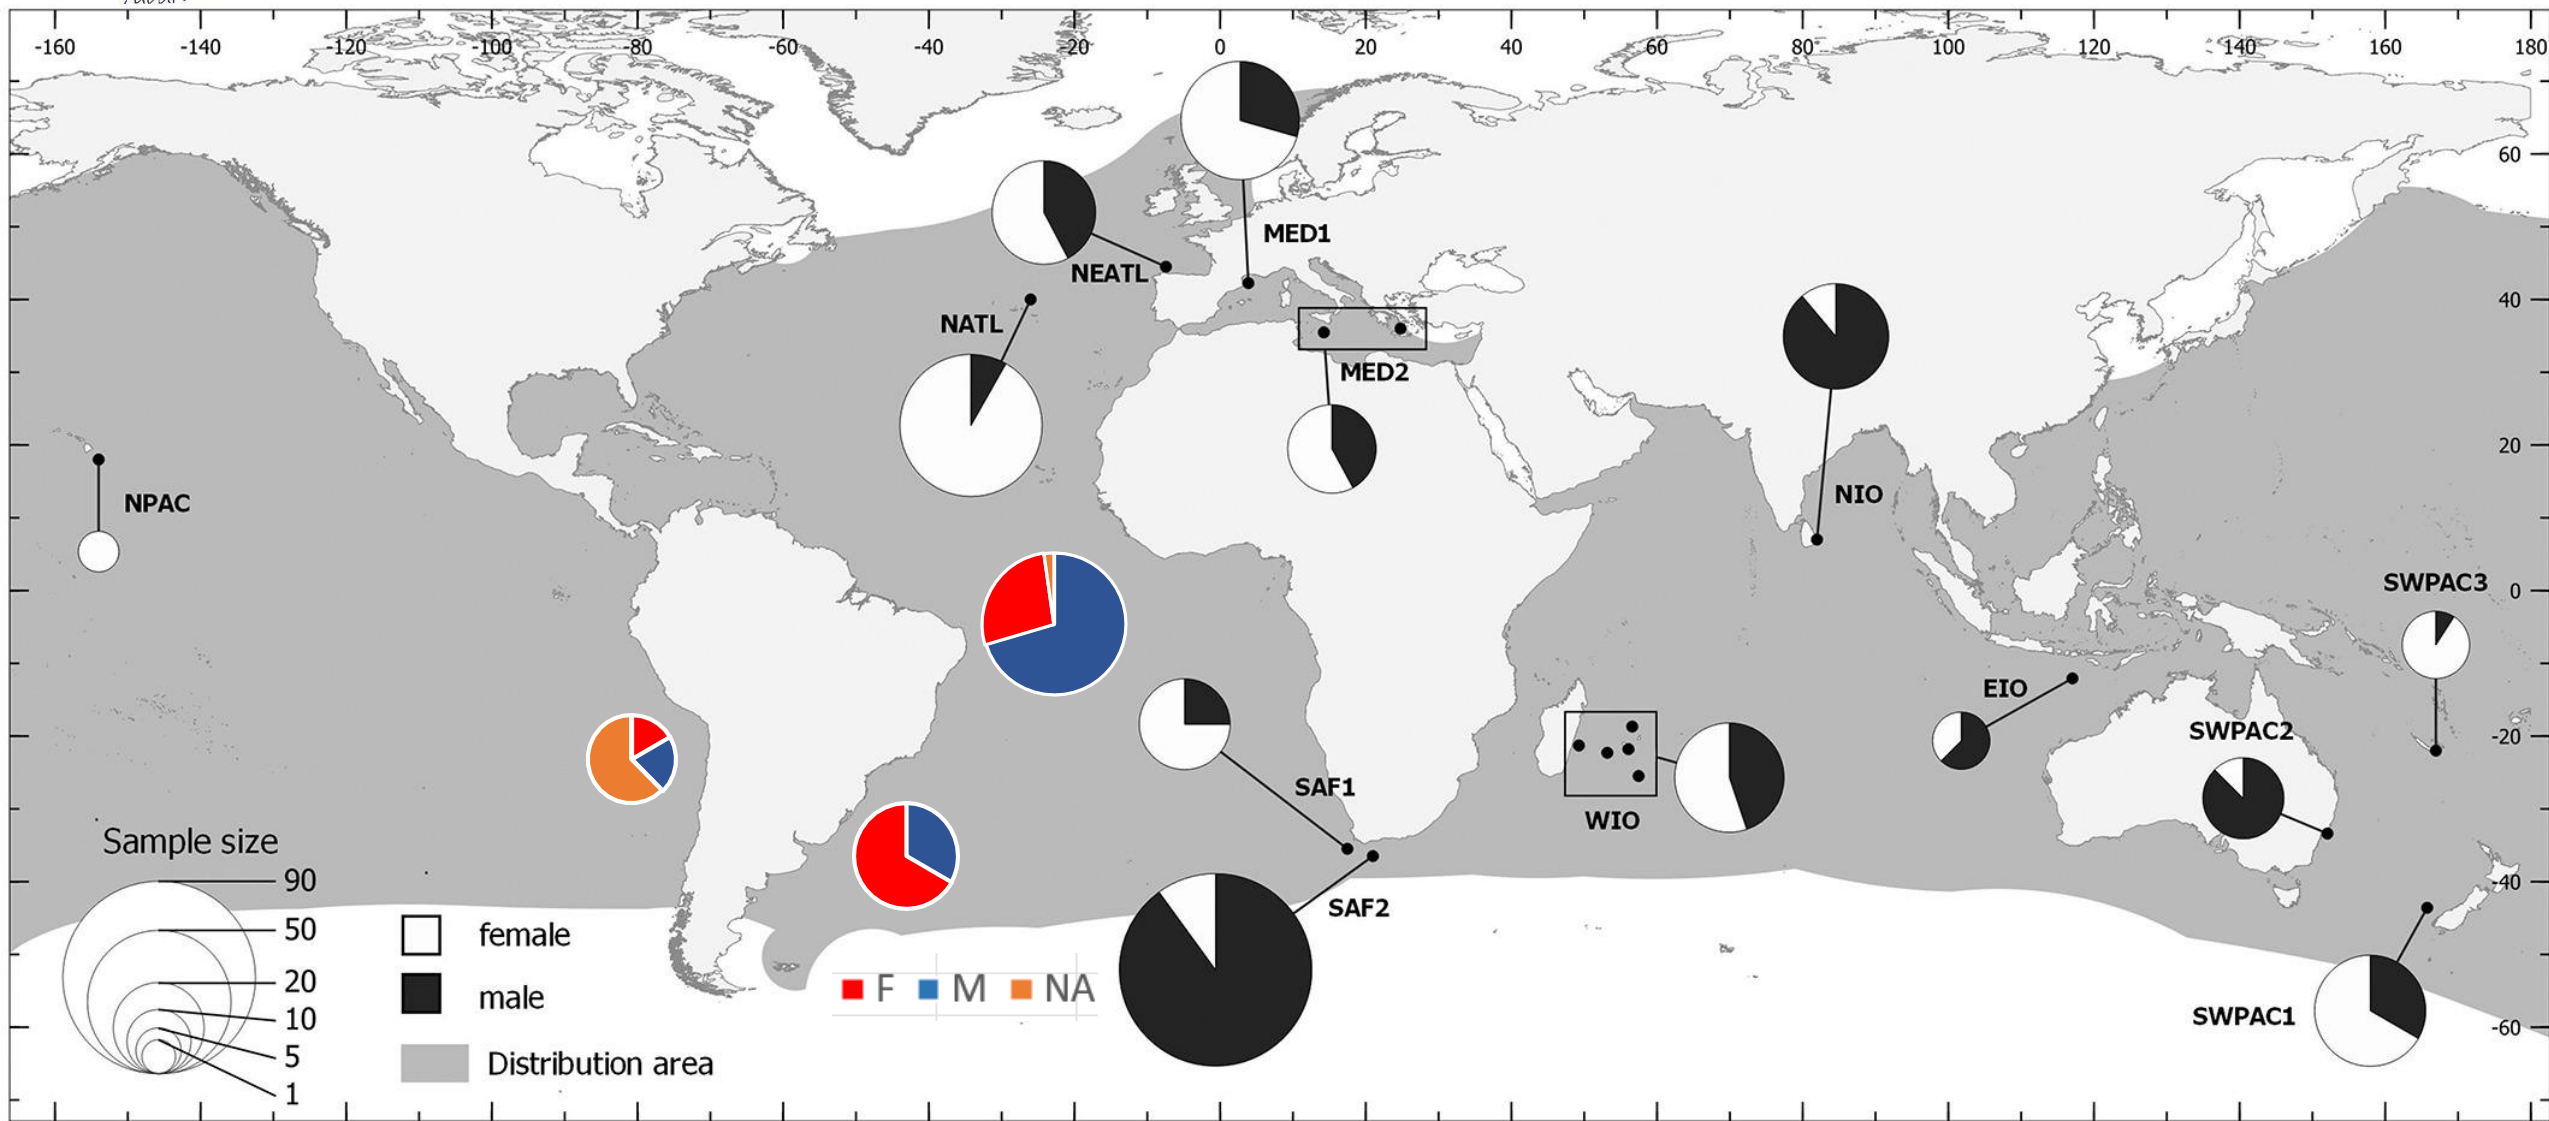 -160 -140 -120 -100 -80 -60 -40 -20 0 20 40 60 80 100 120 140 160 180
60
MED1
NEATL
40
NATL
MED2
20
NIO
NPAC
SWPAC3
0
EIO
SWPAC2
-20
SAF1
WIO
Sample size
90
-40
SAF2
50
female
20
F M NA
male
10
SWPAC1
-60
5
Distribution area
1